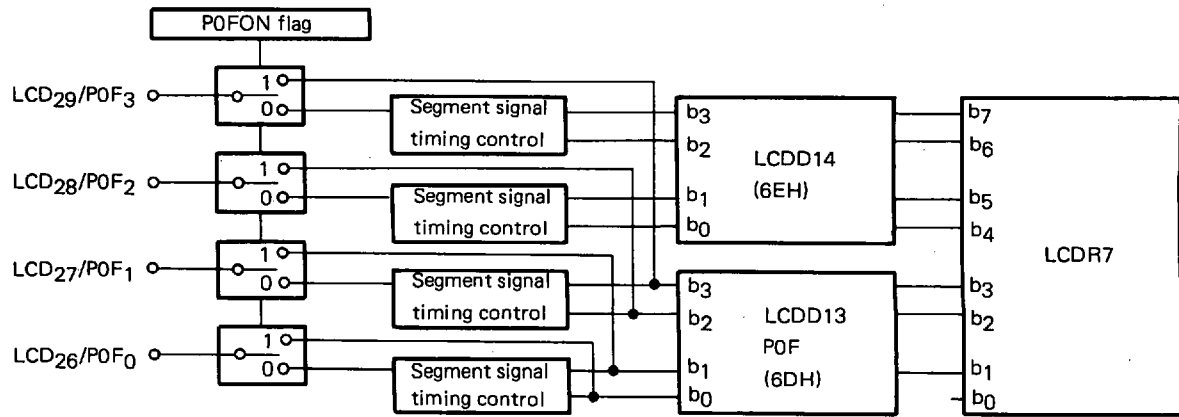 P0FON flag
LCD29/P0F3
1
0
Segment signal
timing control
b3
b2
LCDD14
(6EH)
b1
b0
b7
b6
b5
b4
LCD28/P0F2
1
0
Segment signal
timing control
LCDR7
LCD27/P0F1
1
0
Segment signal
timing control
b3
b2
LCDD13
P0F
(6DH)
b1
b0
b3
b2
b1
b0
LCD26/P0F0
1
0
Segment signal
timing control